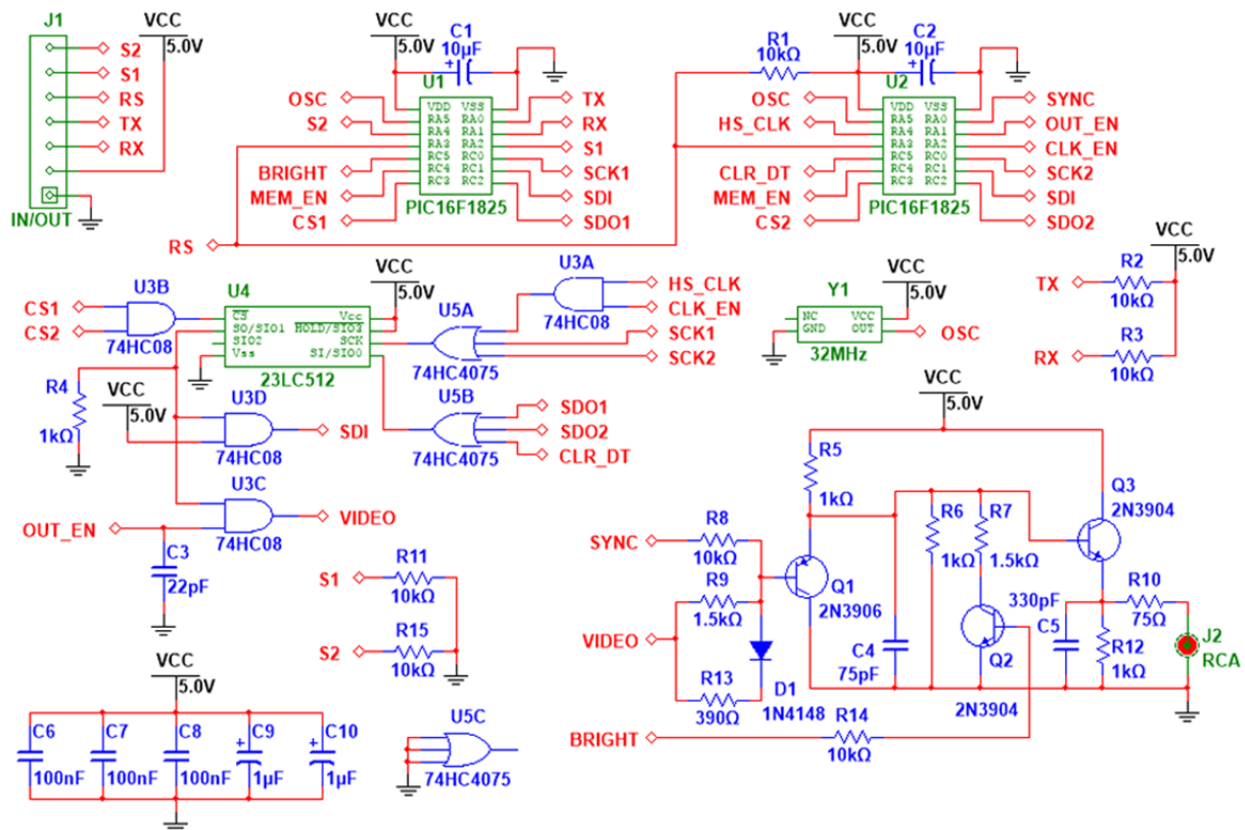 J1
VCC
5.0V
S2
S1
RS
TX
RX
IN/OUT
VCC
5.0V
C1
10µF
U1
OSC
S2
BRIGHT
MEM_EN
CS1
VDD VSS
RA5 RA0
RA4 RA1
RA3 RA2
RC5 RC0
RC4 RC1
RC3 RC2
TX
RX
S1
SCK1
SDI
SDO1
PIC16F1825
RS
R1
10kΩ
VCC
5.0V
C2
10µF
U2
OSC
HS_CLK
CLR_DT
MEM_EN
CS2
VDD VSS
RA5 RA0
RA4 RA1
RA3 RA2
RC5 RC0
RC4 RC1
RC3 RC2
SYNC
OUT_EN
CLK_EN
SCK2
SDI
SDO2
PIC16F1825
CS1
CS2
U3B
74HC08
U4
CS Vcc
SO/SIO1 HOLD/SIO3
SIO2 SCK
Vss SI/SIO0
23LC512
VCC
5.0V
U5A
74HC4075
U3A
74HC08
HS_CLK
CLK_EN
SCK1
SCK2
Y1
NC VCC
GND OUT
32MHz
VCC
5.0V
OSC
VCC
5.0V
TX
R2
10kΩ
RX
R3
10kΩ
R4
1kΩ
VCC
5.0V
U3D
74HC08
SDI
U5B
74HC4075
SDO1
SDO2
CLR_DT
OUT_EN
U3C
74HC08
VIDEO
C3
22pF
S1
R11
10kΩ
S2
R15
10kΩ
VCC
5.0V
R5
1kΩ
SYNC
R8
10kΩ
R9
1.5kΩ
VIDEO
R13
390Ω
D1
1N4148
Q1
2N3906
C4
75pF
R6
1kΩ
R7
1.5kΩ
Q2
2N3904
Q3
2N3904
330pF
C5
R10
75Ω
R12
1kΩ
J2
RCA
BRIGHT
R14
10kΩ
VCC
5.0V
C6
100nF
C7
100nF
C8
100nF
C9
1µF
C10
1µF
U5C
74HC4075